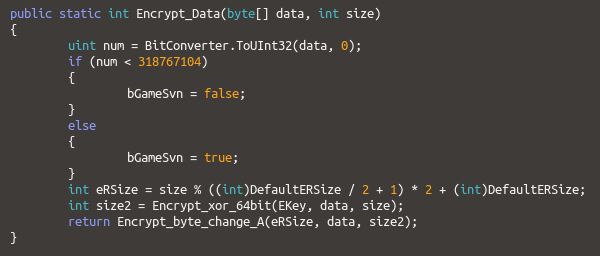 public static int Encrypt_Data(byte[] data, int size)
{
uint num = BitConverter.ToUInt32(data, 0);
if (num < 318767104)
{
bGameSvn = false;
}
else
{
bGameSvn = true;
}
int eRSize = size % ((int)DefaultERSize / 2 + 1) * 2 + (int)DefaultERSize;
int size2 = Encrypt_xor_64bit(EKey, data, size);
return Encrypt_byte_change_A(eRSize, data, size2);
}